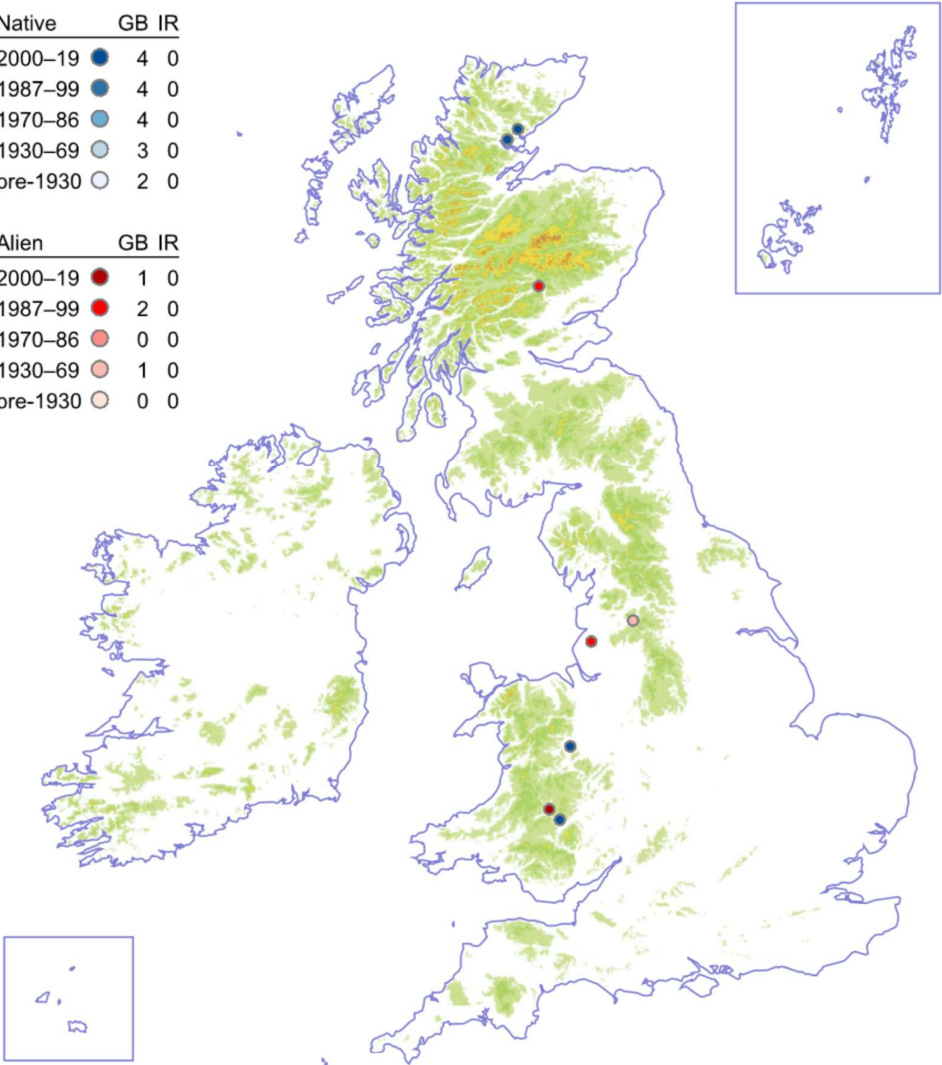 Native GB IR
2000–19 4 0
1987–99 4 0
1970–86 4 0
1930–69 3 0
pre-1930 2 0
Alien GB IR
2000–19 1 0
1987–99 2 0
1970–86 0 0
1930–69 1 0
pre-1930 0 0